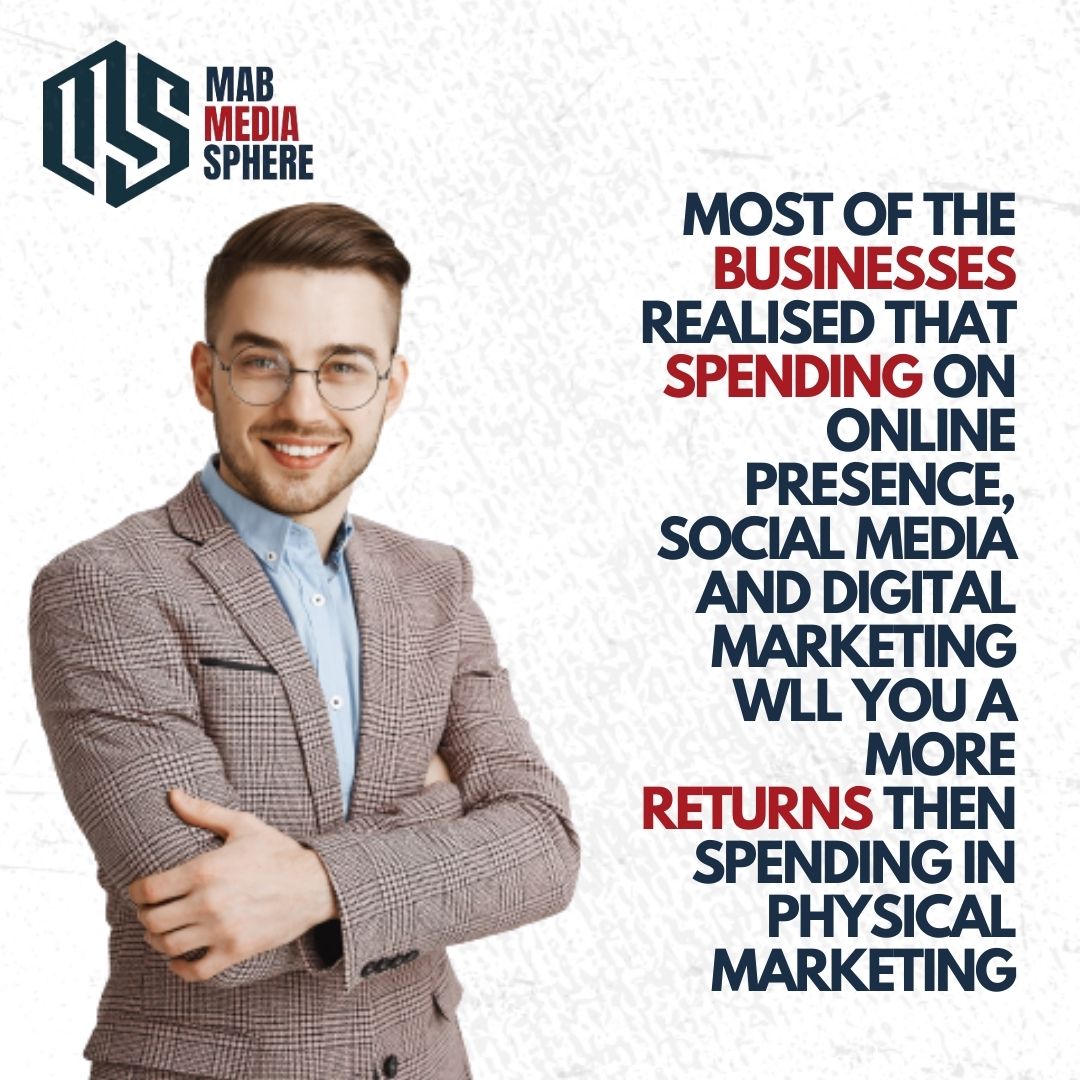 MAB
MEDIA
SPHERE
MOST OF THE
BUSINESSES
REALISED THAT
SPENDING ON
ONLINE
PRESENCE,
SOCIAL MEDIA
AND DIGITAL
MARKETING
WLL YOU A
MORE
RETURNS THEN
SPENDING IN
PHYSICAL
MARKETING